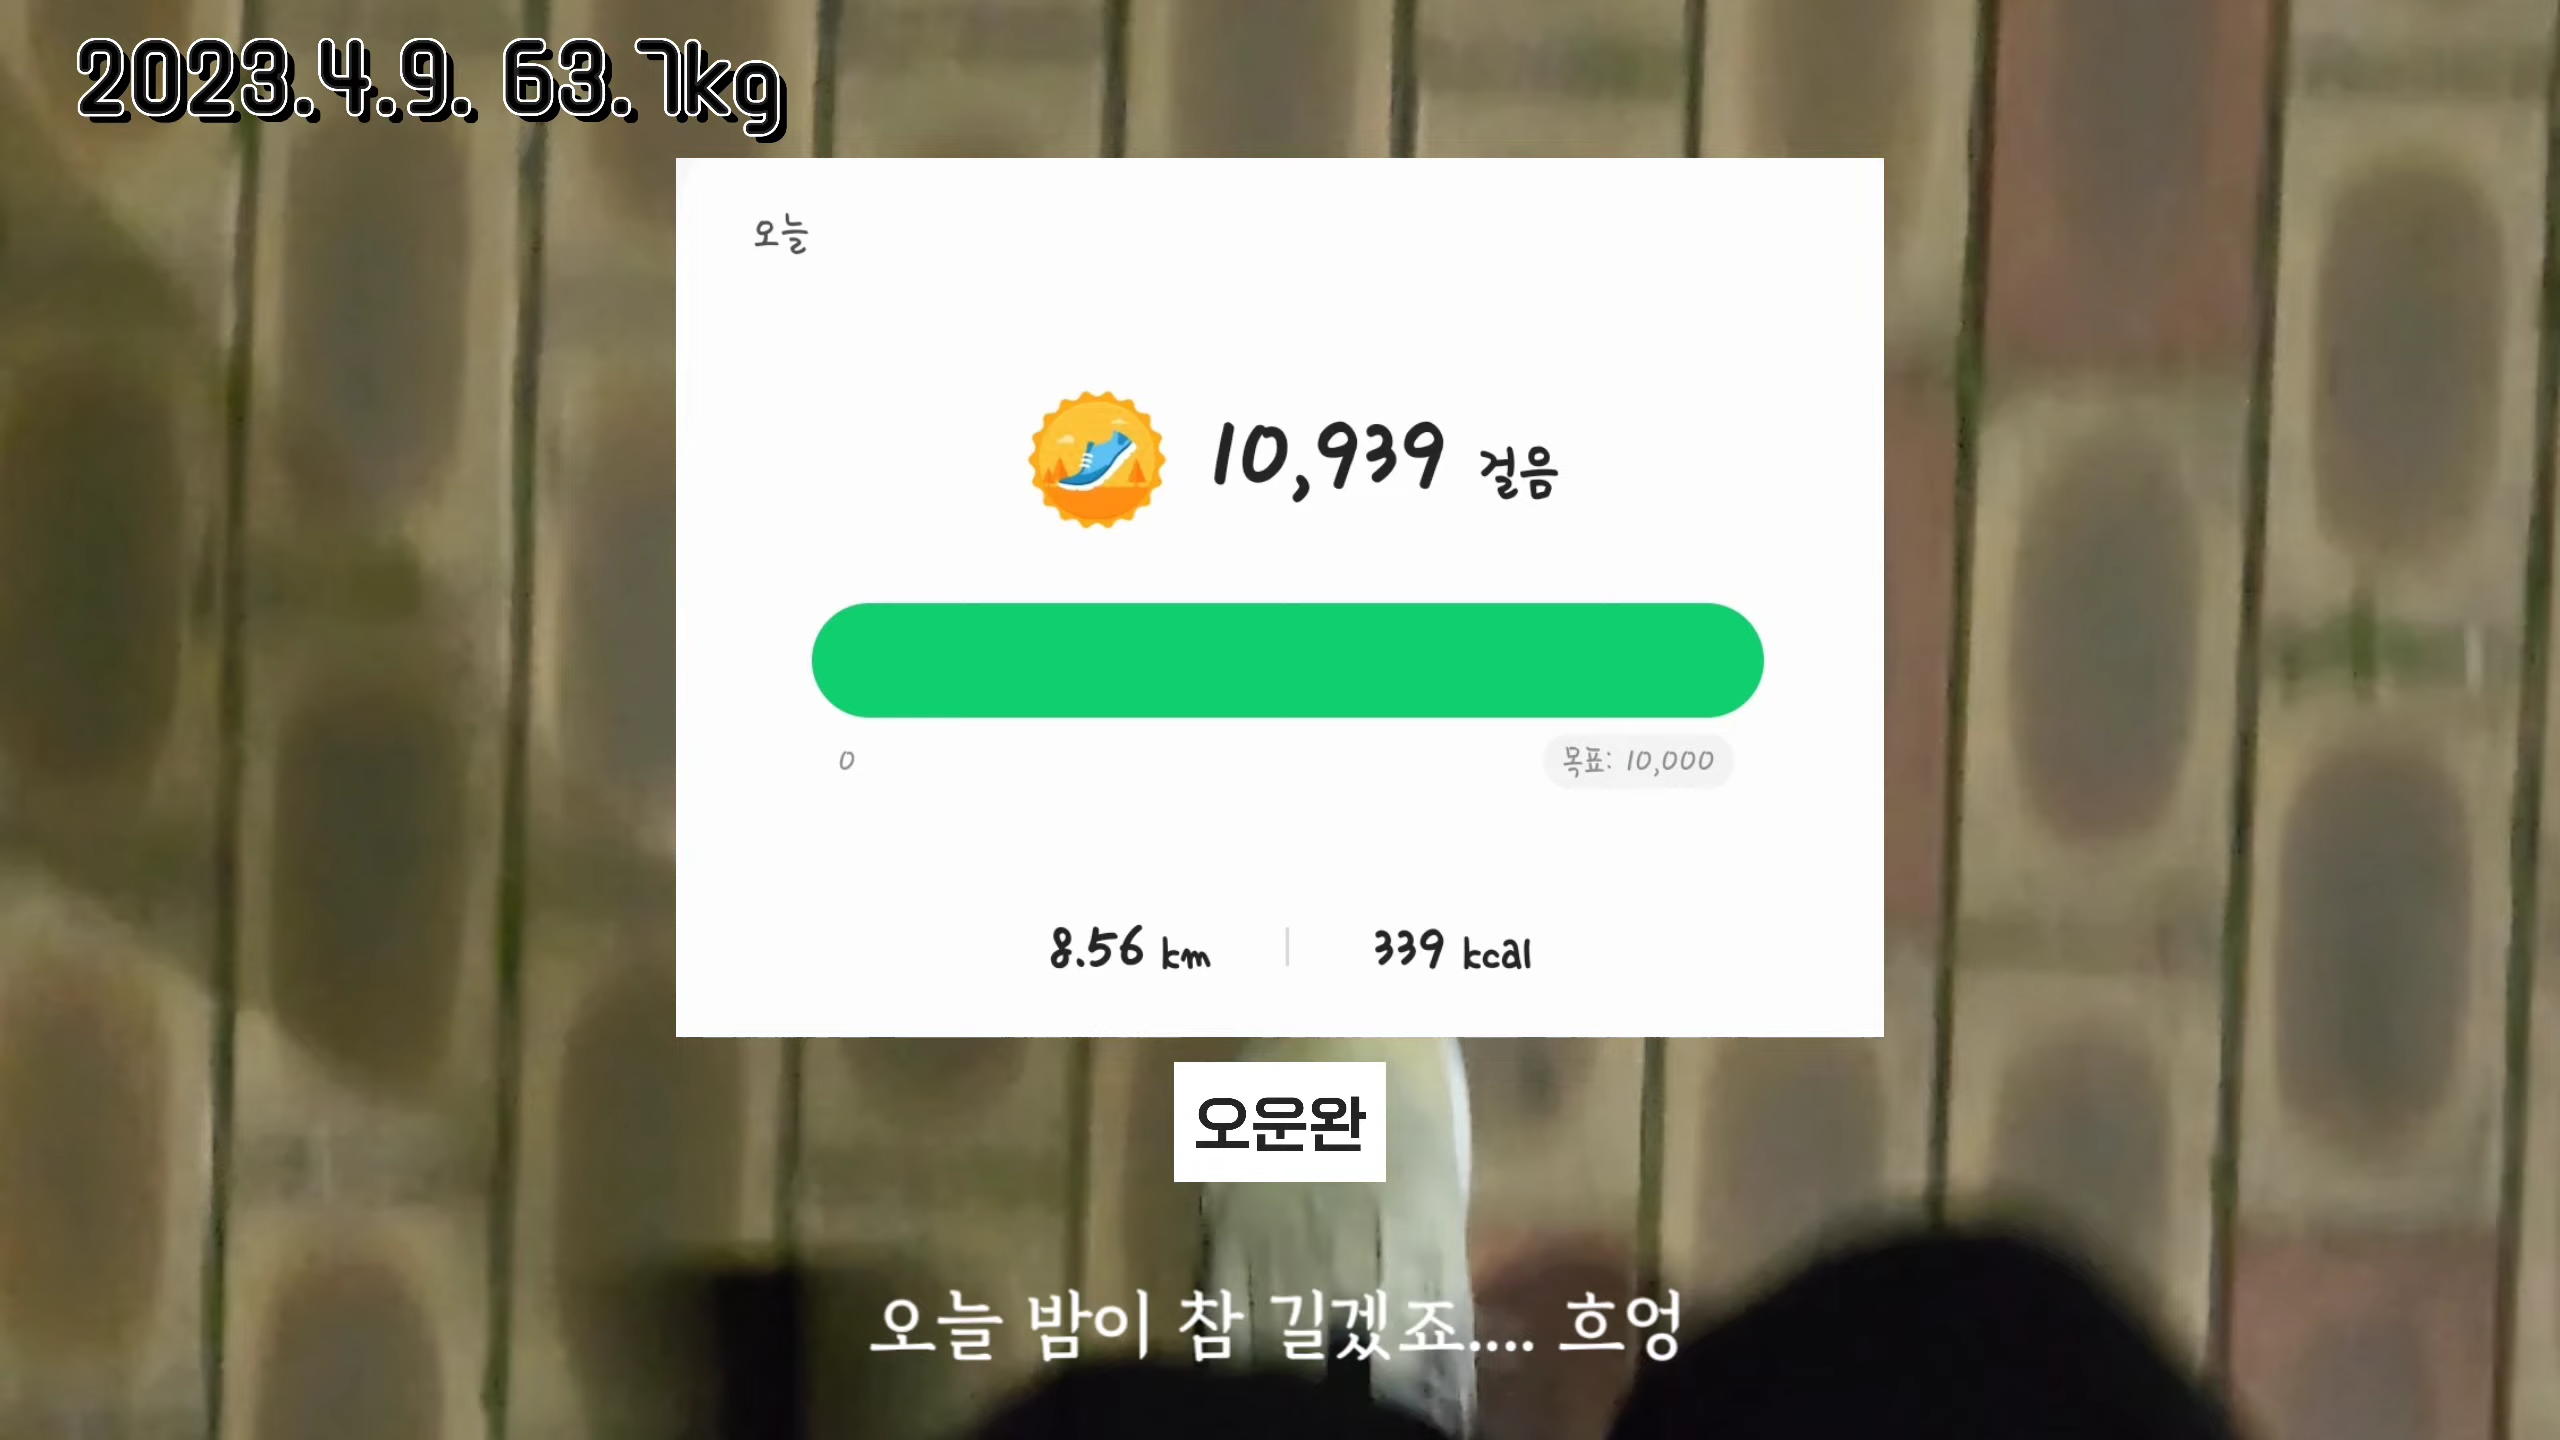 2023.4.9. 63.7kg
오늘
10,939 걸음
0
목표: 10,000
8.56 km
339 kcal
오운완
오늘 밤이 참 길겠죠.... 흐엉